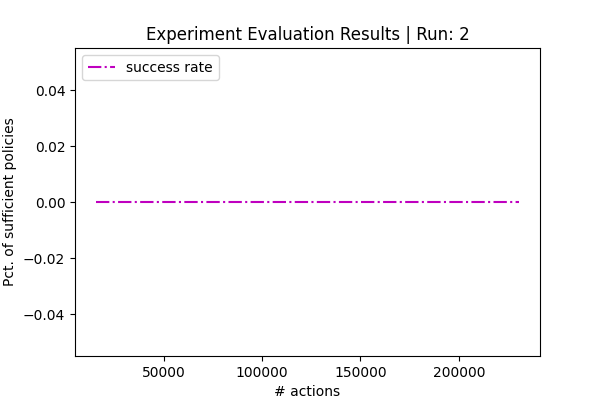 Experiment Evaluation Results | Run: 2
success rate
Pct. of sufficient policies
0.04
0.02
0.00
−0.02
−0.04
50000 100000 150000 200000
# actions